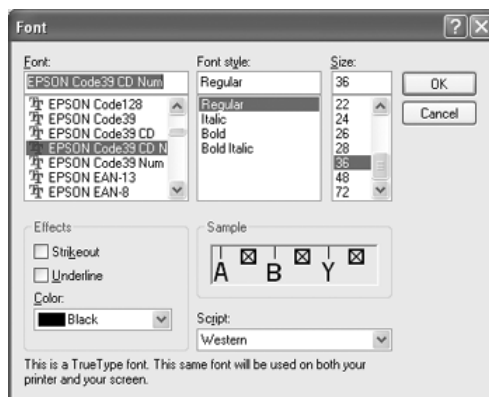 Font
Font: Font style: Size:
EPSON Code39 CD Num Regular 36 OK
EPSON Code128 Regular 22 Cancel
EPSON Code39 Italic 24
EPSON Code39 CD Bold 26
EPSON Code39 CD N Bold Italic 28
EPSON Code39 Num 36
EPSON EAN-13 48
EPSON EAN-8 72
Effects Sample
Strikeout
Underline
A B Y
Color:
Black
Script:
Western
This is a TrueType font. This same font will be used on both your
printer and your screen.